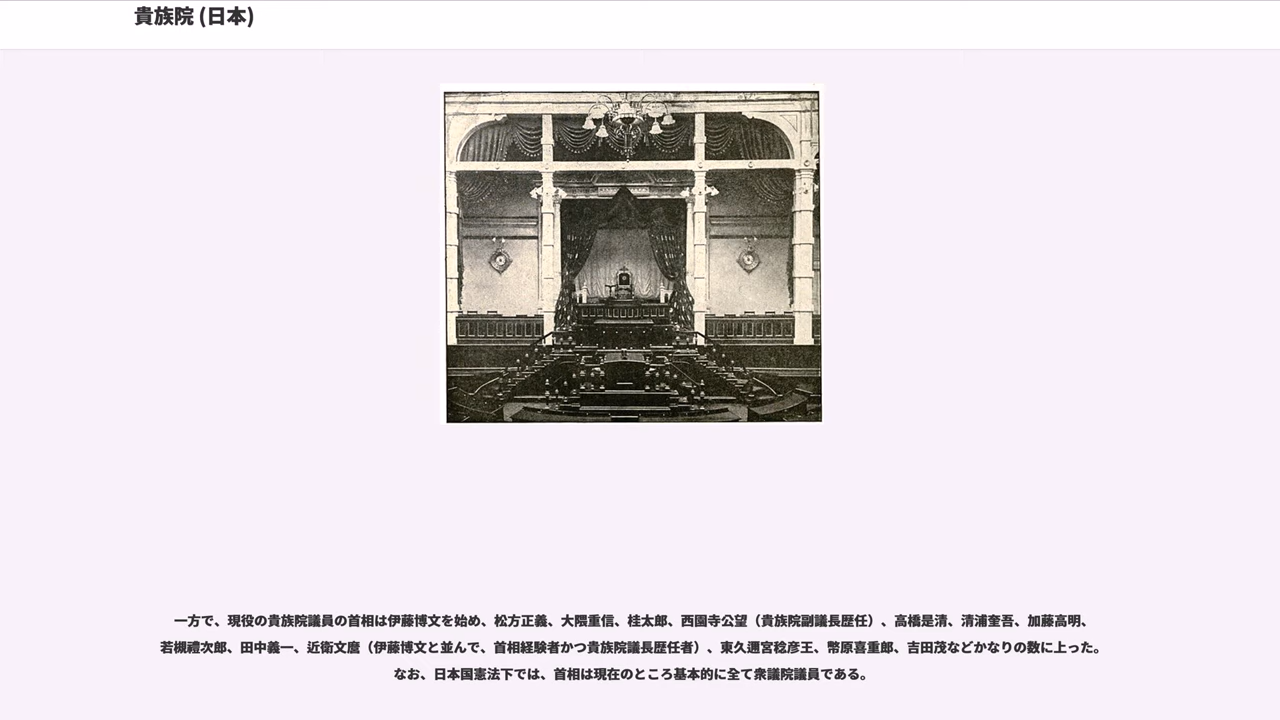 貴族院 (日本)
一方で、現役の貴族院議員の首相は伊藤博文を始め、松方正義、大隈重信、桂太郎、西園寺公望（貴族院副議長歴任）、高橋是清、清浦奎吾、加藤高明、
若槻禮次郎、田中義一、近衛文麿（伊藤博文と並んで、首相経験者かつ貴族院議長歴任者）、東久邇宮稔彦王、幣原喜重郎、吉田茂などかなりの数に上った。
なお、日本国憲法下では、首相は現在のところ基本的に全て衆議院議員である。